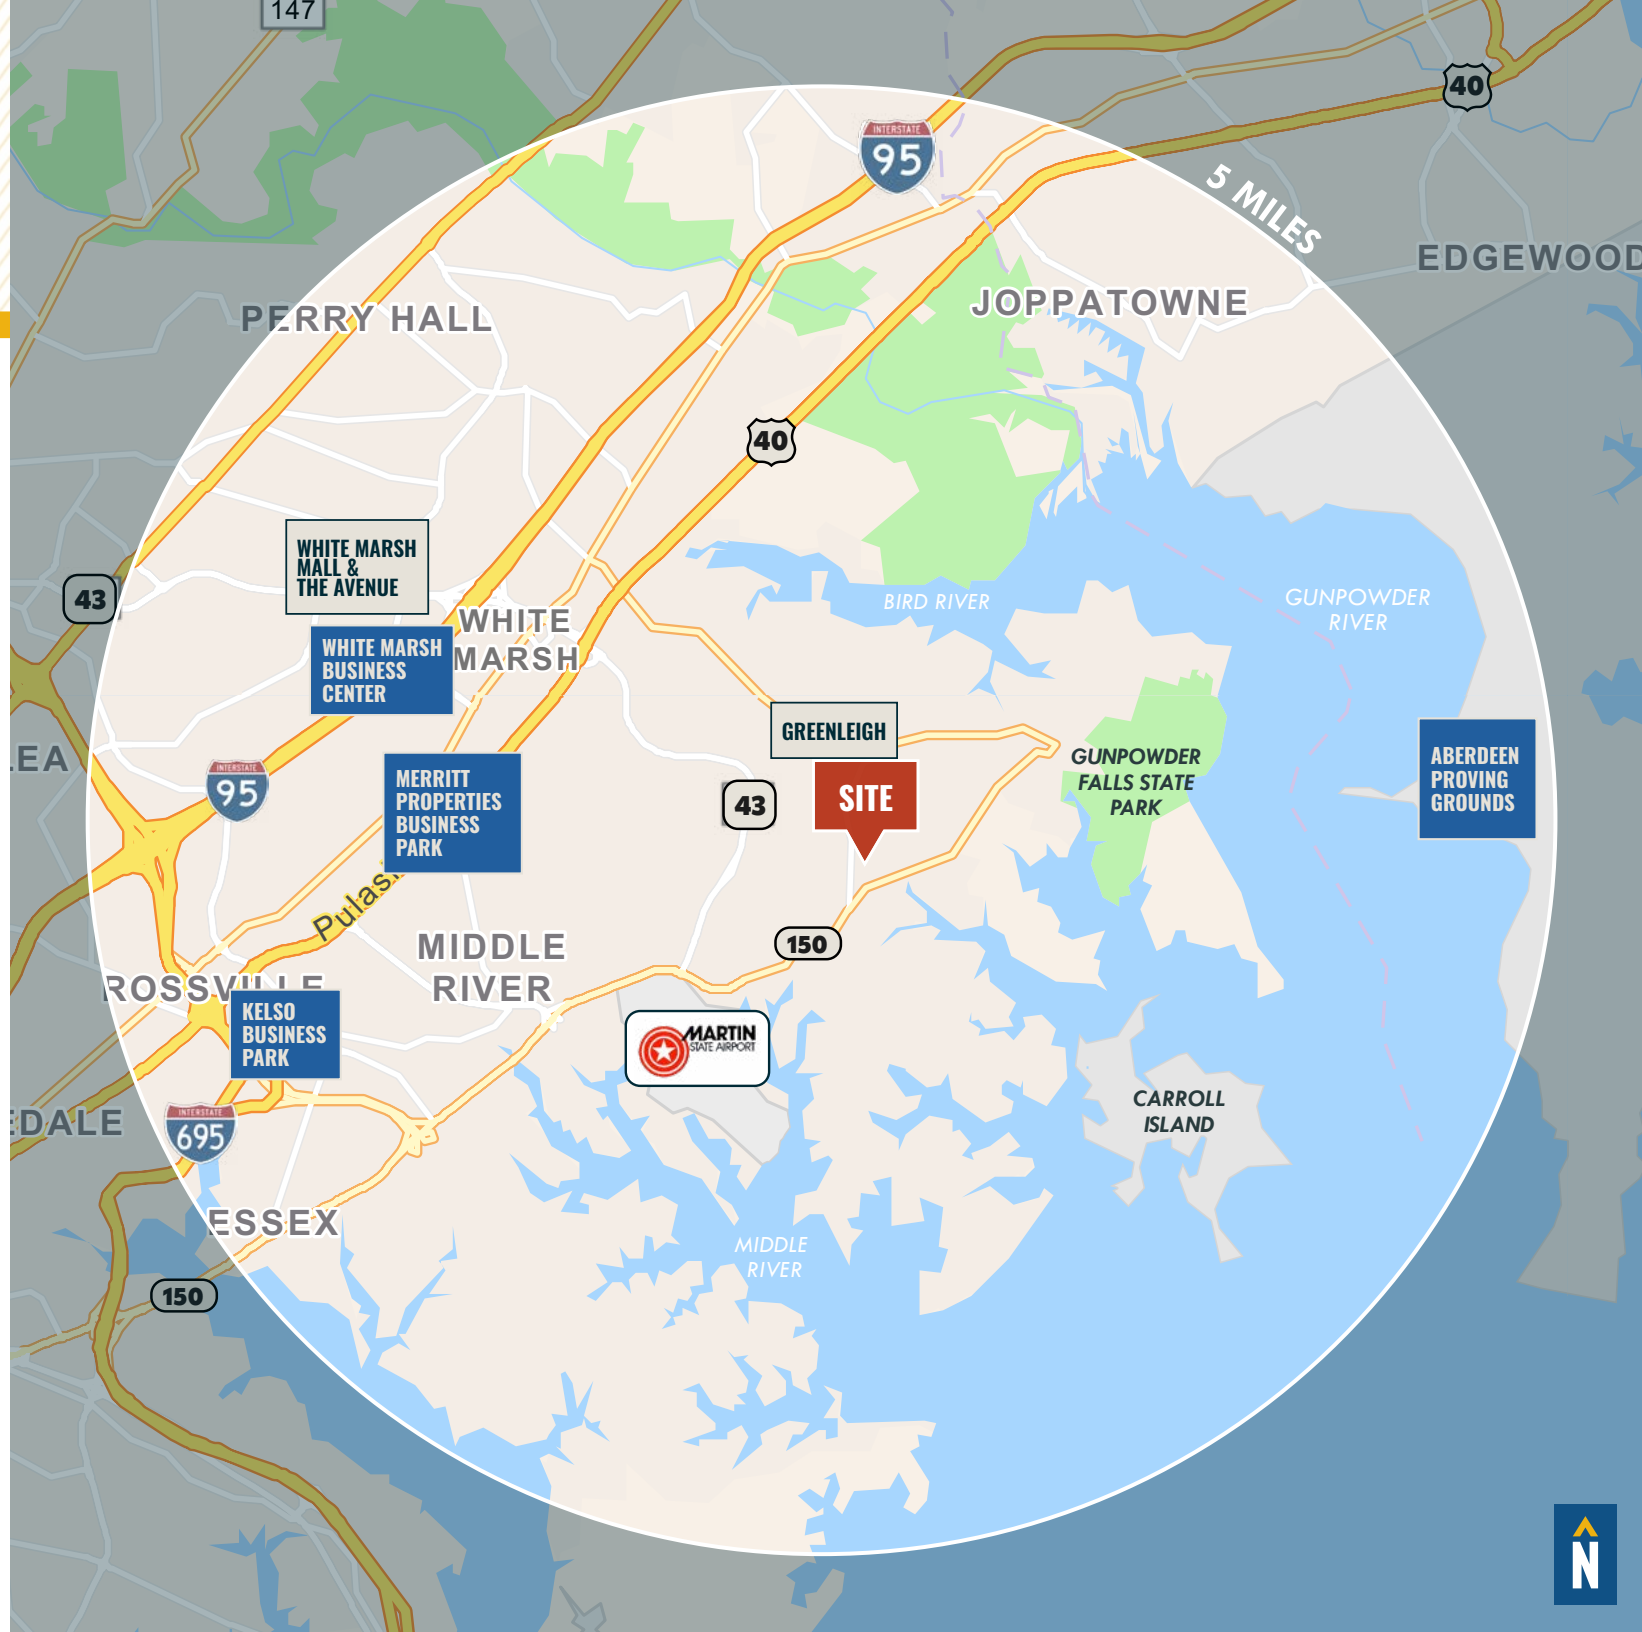 147
40
INTERSTATE
95
5 MILES
EDGEWOOD
JOPPATOWNE
PERRY HALL
40
WHITE MARSH
MALL &
THE AVENUE
43
BIRD RIVER
GUNPOWDER
RIVER
WHITE
MARSH
WHITE MARSH
BUSINESS
CENTER
GREENLEIGH
LEA
GUNPOWDER
FALLS STATE
PARK
ABERDEEN
PROVING
GROUNDS
INTERSTATE
95
MERRITT
PROPERTIES
BUSINESS
PARK
43
SITE
Pulas
MIDDLE
RIVER
150
ROSSVILLE
KELSO
BUSINESS
PARK
MARTIN
STATE AIRPORT
CARROLL
ISLAND
EDALE
INTERSTATE
695
ESSEX
MIDDLE
RIVER
150
N